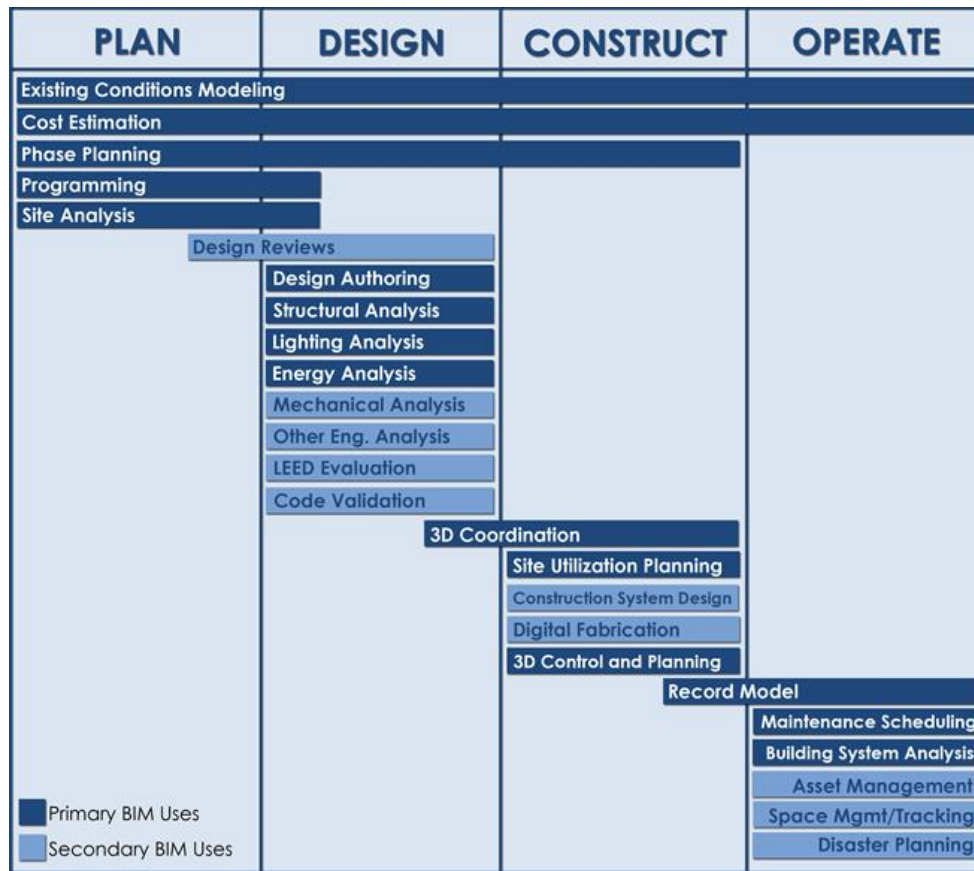 PLAN DESIGN CONSTRUCT OPERATE
Existing Conditions Modeling
Cost Estimation
Phase Planning
Programming
Site Analysis
Design Reviews
Design Authoring
Structural Analysis
Lighting Analysis
Energy Analysis
Mechanical Analysis
Other Eng. Analysis
LEED Evaluation
Code Validation
3D Coordination
Site Utilization Planning
Construction System Design
Digital Fabrication
3D Control and Planning
Record Model
Maintenance Scheduling
Building System Analysis
Asset Management
Space Mgmt/Tracking
Disaster Planning
Primary BIM Uses
Secondary BIM Uses